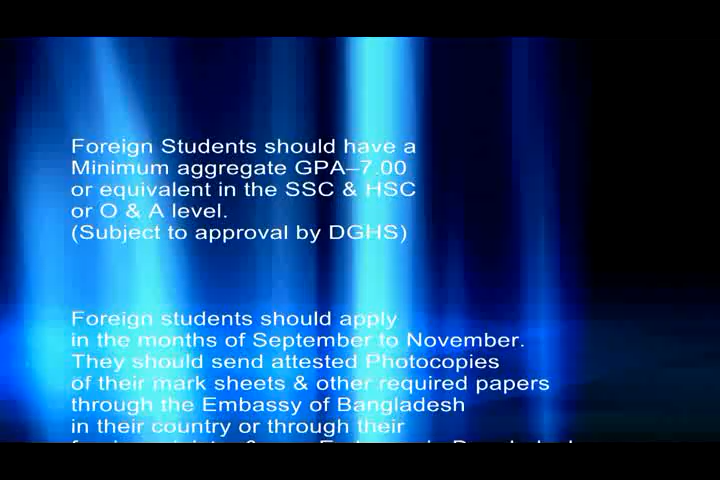 Foreign Students should have a
Minimum aggregate GPA–7.00
or equivalent in the SSC & HSC
or O & A level.
(Subject to approval by DGHS)
Foreign students should apply
in the months of September to November.
They should send attested Photocopies
of their mark sheets & other required papers
through the Embassy of Bangladesh
in their country or through their